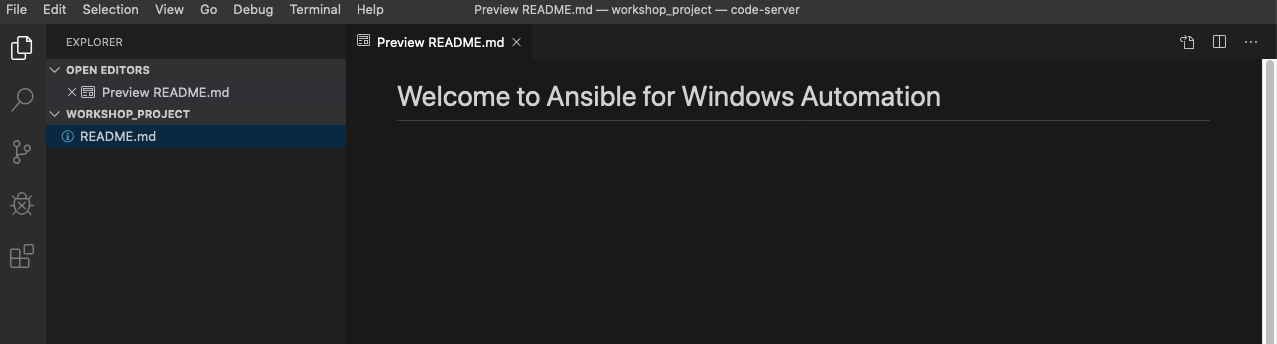 File Edit Selection View Go Debug Terminal Help Preview README.md — workshop_project — code-server
EXPLORER
Preview README.md
OPEN EDITORS
Preview README.md
WORKSHOP_PROJECT
README.md
Welcome to Ansible for Windows Automation